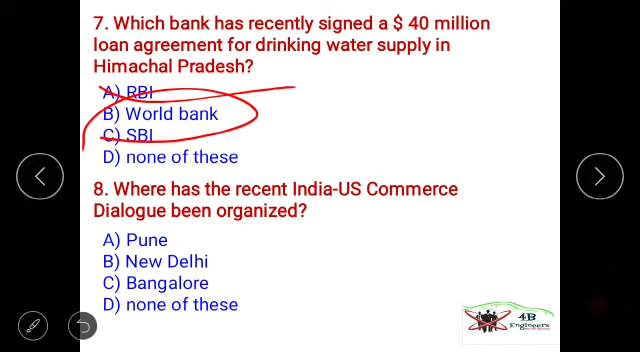 7. Which bank has recently signed a $ 40 million
loan agreement for drinking water supply in
Himachal Pradesh?
A) RBI
B) World bank
C) SBI
D) none of these
8. Where has the recent India-US Commerce
Dialogue been organized?
A) Pune
B) New Delhi
C) Bangalore
D) none of these
4B
Engineers